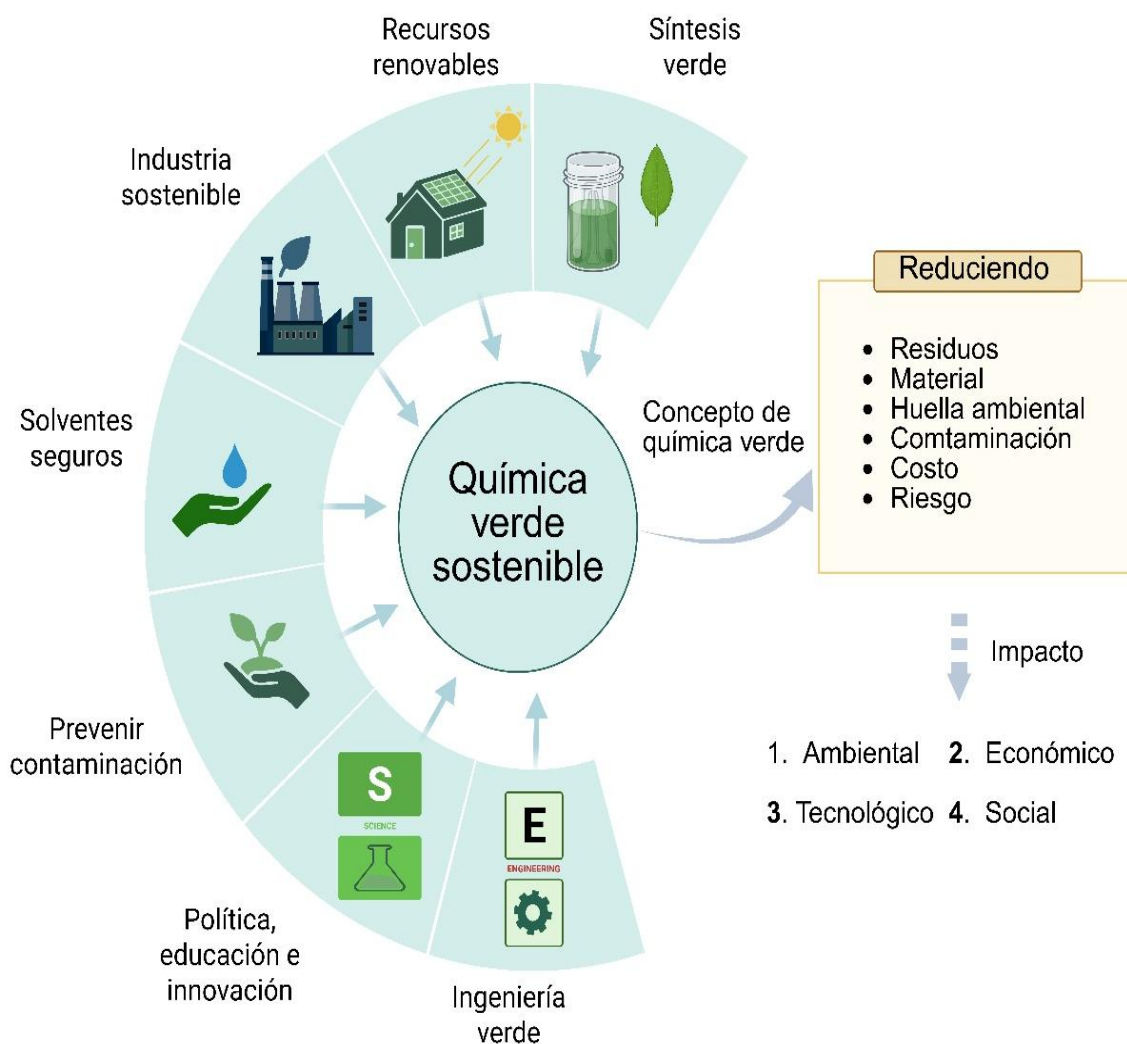 Recursos
renovables
Síntesis
verde
Industria
sostenible
Solventes
seguros
Prevenir
contaminación
Política,
educación e
innovación
Ingeniería
verde
S
SCIENCE
E
ENGINEERING
Química
verde
sostenible
Concepto de
química verde
Reduciendo
• Residuos
• Material
• Huella ambiental
• Comtaminación
• Costo
• Riesgo
Impacto
1. Ambiental 2. Económico
3. Tecnológico 4. Social